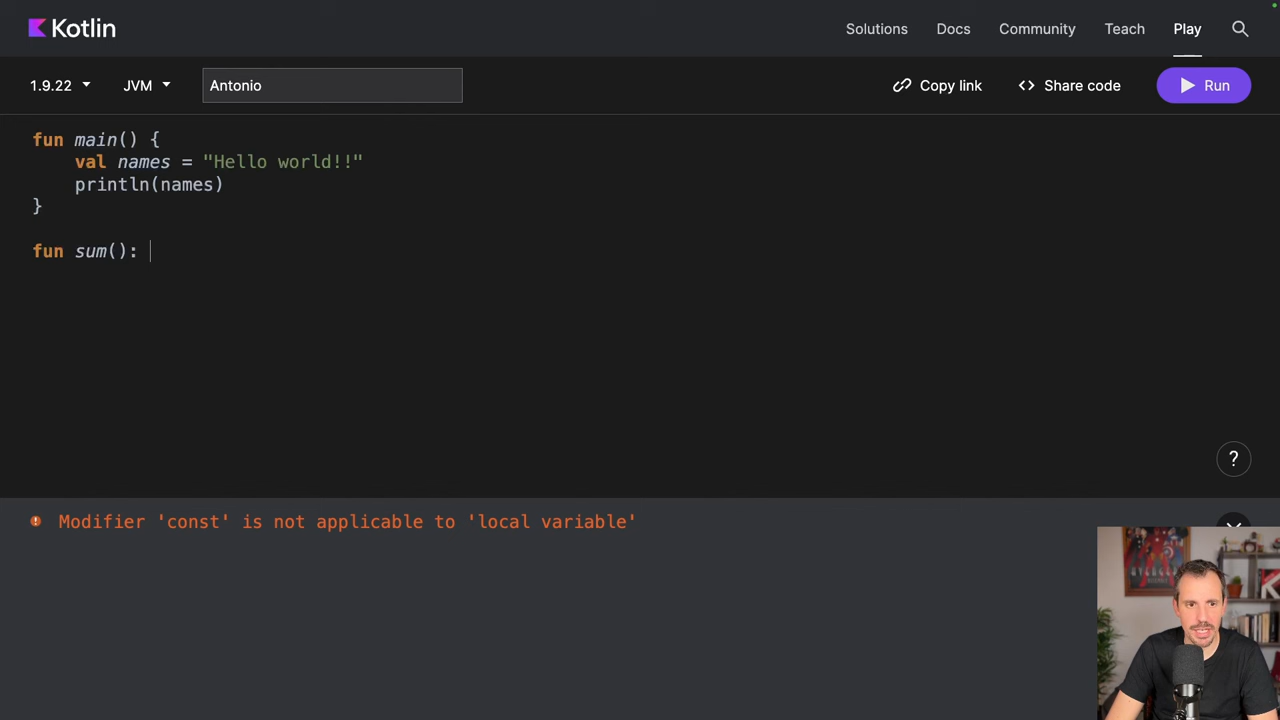 Kotlin
Solutions Docs Community Teach Play
1.9.22 JVM Antonio Copy link Share code Run
fun main() {
    val names = "Hello world!!"
    println(names)
}
fun sum():
?
Modifier 'const' is not applicable to 'local variable'